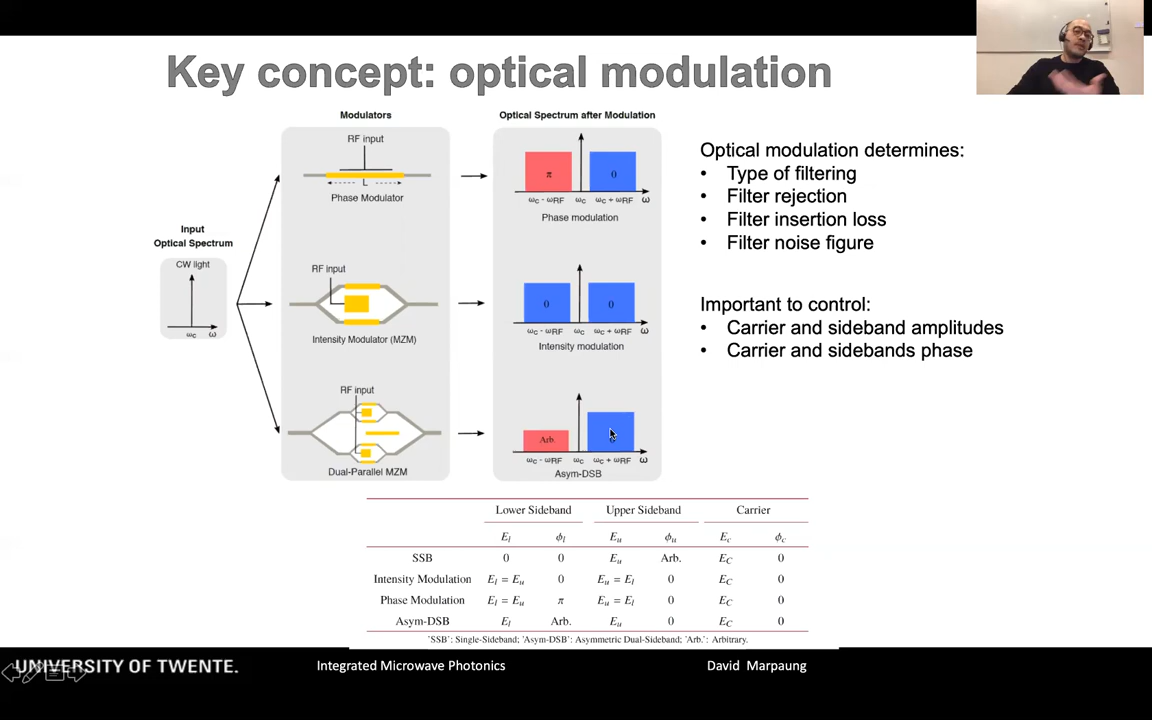 Key concept: optical modulation
Modulators
Optical Spectrum after Modulation
Input
Optical Spectrum
CW light
ωc ω
RF input
L
Phase Modulator
RF input
Intensity Modulator (MZM)
RF input
Dual-Parallel MZM
π 0
ωc - ωRF ωc ωc + ωRF ω
Phase modulation
0 0
ωc - ωRF ωc ωc + ωRF ω
Intensity modulation
Arb.
ωc - ωRF ωc ωc + ωRF ω
Asym-DSB
Optical modulation determines:
• Type of filtering
• Filter rejection
• Filter insertion loss
• Filter noise figure
Important to control:
• Carrier and sideband amplitudes
• Carrier and sidebands phase
Lower Sideband Upper Sideband Carrier
El ϕl Eu ϕu Ec ϕc
SSB 0 0 Eu Arb. EC 0
Intensity Modulation El = Eu 0 Eu = El 0 EC 0
Phase Modulation El = Eu π Eu = El 0 EC 0
Asym-DSB El Arb. Eu 0 EC 0
'SSB': Single-Sideband; 'Asym-DSB': Asymmetric Dual-Sideband; 'Arb.': Arbitrary.
UNIVERSITY OF TWENTE.
Integrated Microwave Photonics
David Marpaung